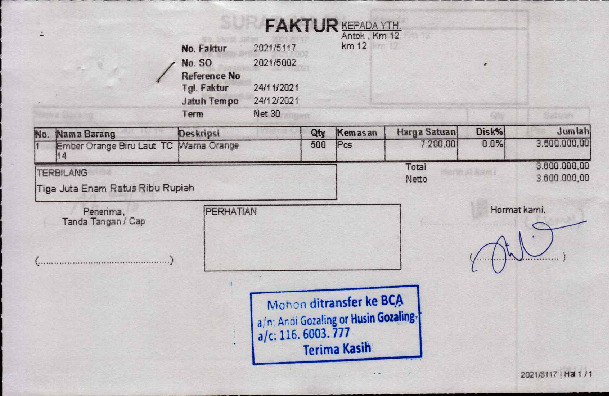 FAKTUR
KEPADA YTH.
Antok , Km 12
km 12
No. Faktur 2021/5117
No. SO 2021/5002
Reference No
Tgl. Faktur 24/11/2021
Jatuh Tempo 24/12/2021
Term Net 30
No. Nama Barang Deskripsi Qty Kemasan Harga Satuan Disk% Jumlah
1 Ember Orange Biru Laut TC Warna Orange 500 Pcs 7.200,00 0.0% 3.600.000,00
14
Total 3.600.000,00
Netto 3.600.000,00
TERBILANG
Tiga Juta Enam Ratus Ribu Rupiah
Penerima,
Tanda Tangan / Cap
(..............................)
PERHATIAN
Hormat kami,
(..............................)
Mohon ditransfer ke BCA
a/n: Andi Gozaling or Husin Gozaling
a/c: 116. 6003. 777
Terima Kasih
2021/5117 | Hal 1 / 1